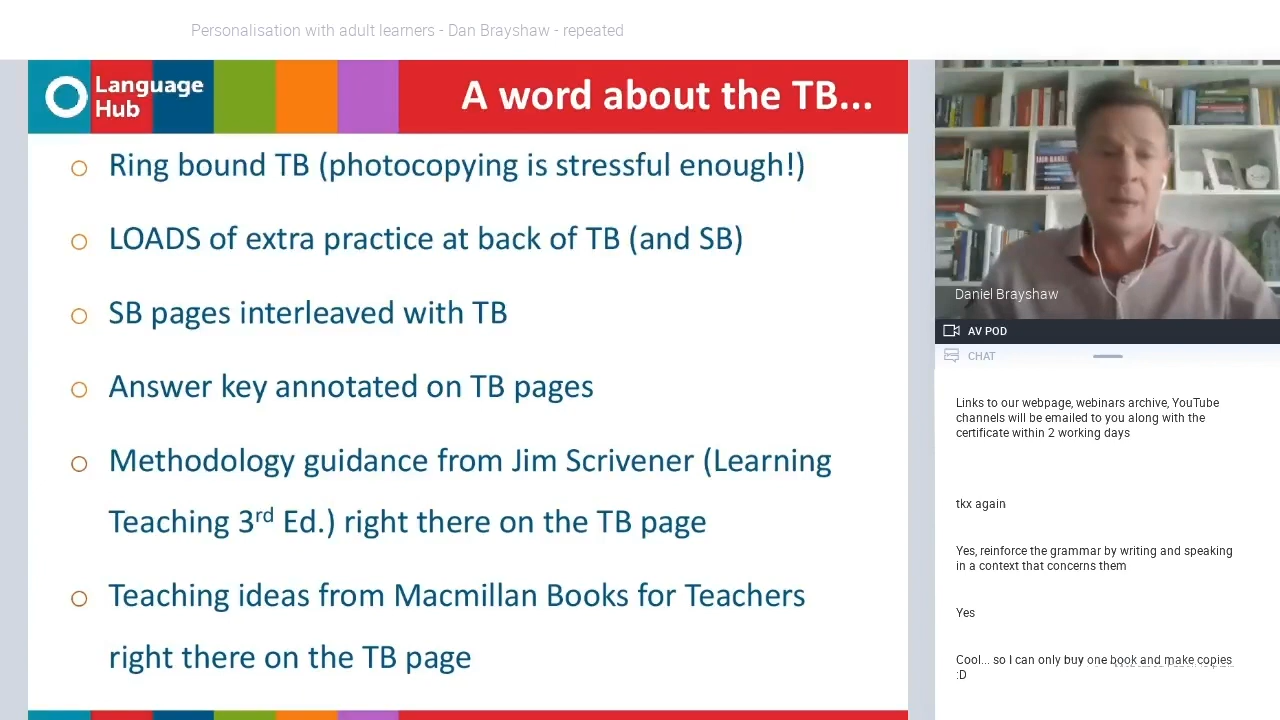 Personalisation with adult learners - Dan Brayshaw - repeated
Language
Hub
A word about the TB...
Ring bound TB (photocopying is stressful enough!)
LOADS of extra practice at back of TB (and SB)
SB pages interleaved with TB
Answer key annotated on TB pages
Methodology guidance from Jim Scrivener (Learning
Teaching 3rd Ed.) right there on the TB page
Teaching ideas from Macmillan Books for Teachers
right there on the TB page
IAIN BANKS
Daniel Brayshaw
AV POD
CHAT
Links to our webpage, webinars archive, YouTube
channels will be emailed to you along with the
certificate within 2 working days
tkx again
Yes, reinforce the grammar by writing and speaking
in a context that concerns them
Yes
Cool... so I can only buy one book and make copies
:D